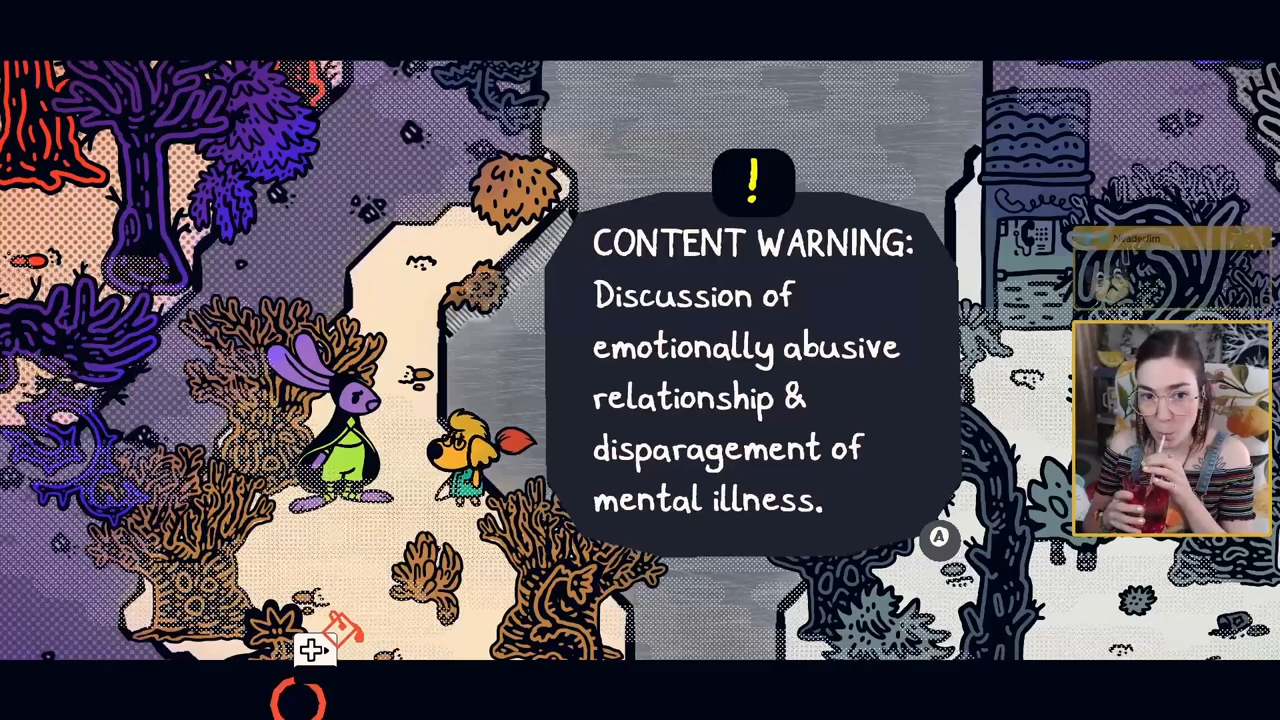 !
CONTENT WARNING:
Discussion of
emotionally abusive
relationship &
disparagement of
mental illness.
A